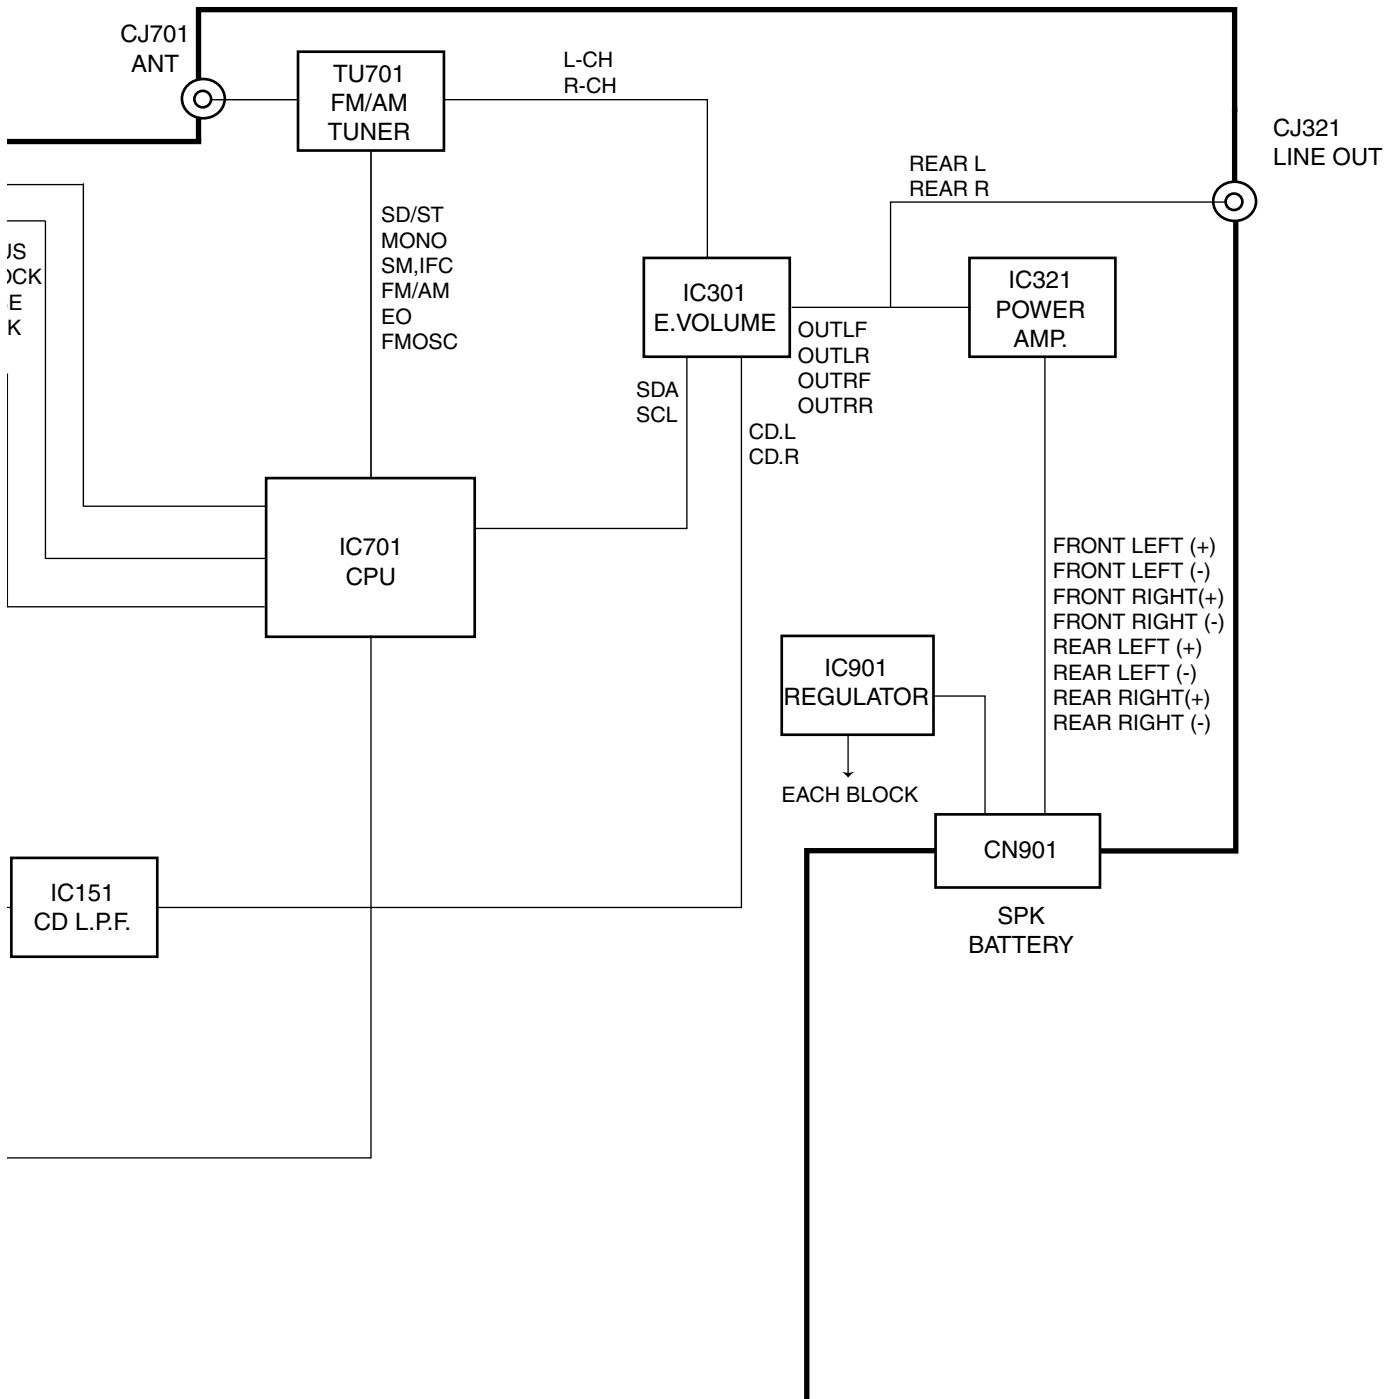 CJ701
ANT
TU701
FM/AM
TUNER
L-CH
R-CH
CJ321
LINE OUT
REAR L
REAR R
SD/ST
MONO
SM,IFC
FM/AM
EO
FMOSC
IC301
E.VOLUME
IC321
POWER
AMP.
OUTLF
OUTLR
OUTRF
OUTRR
SDA
SCL
CD.L
CD.R
IC701
CPU
FRONT LEFT (+)
FRONT LEFT (-)
FRONT RIGHT(+)
FRONT RIGHT (-)
REAR LEFT (+)
REAR LEFT (-)
REAR RIGHT(+)
REAR RIGHT (-)
IC901
REGULATOR
EACH BLOCK
CN901
SPK
BATTERY
IC151
CD L.P.F.